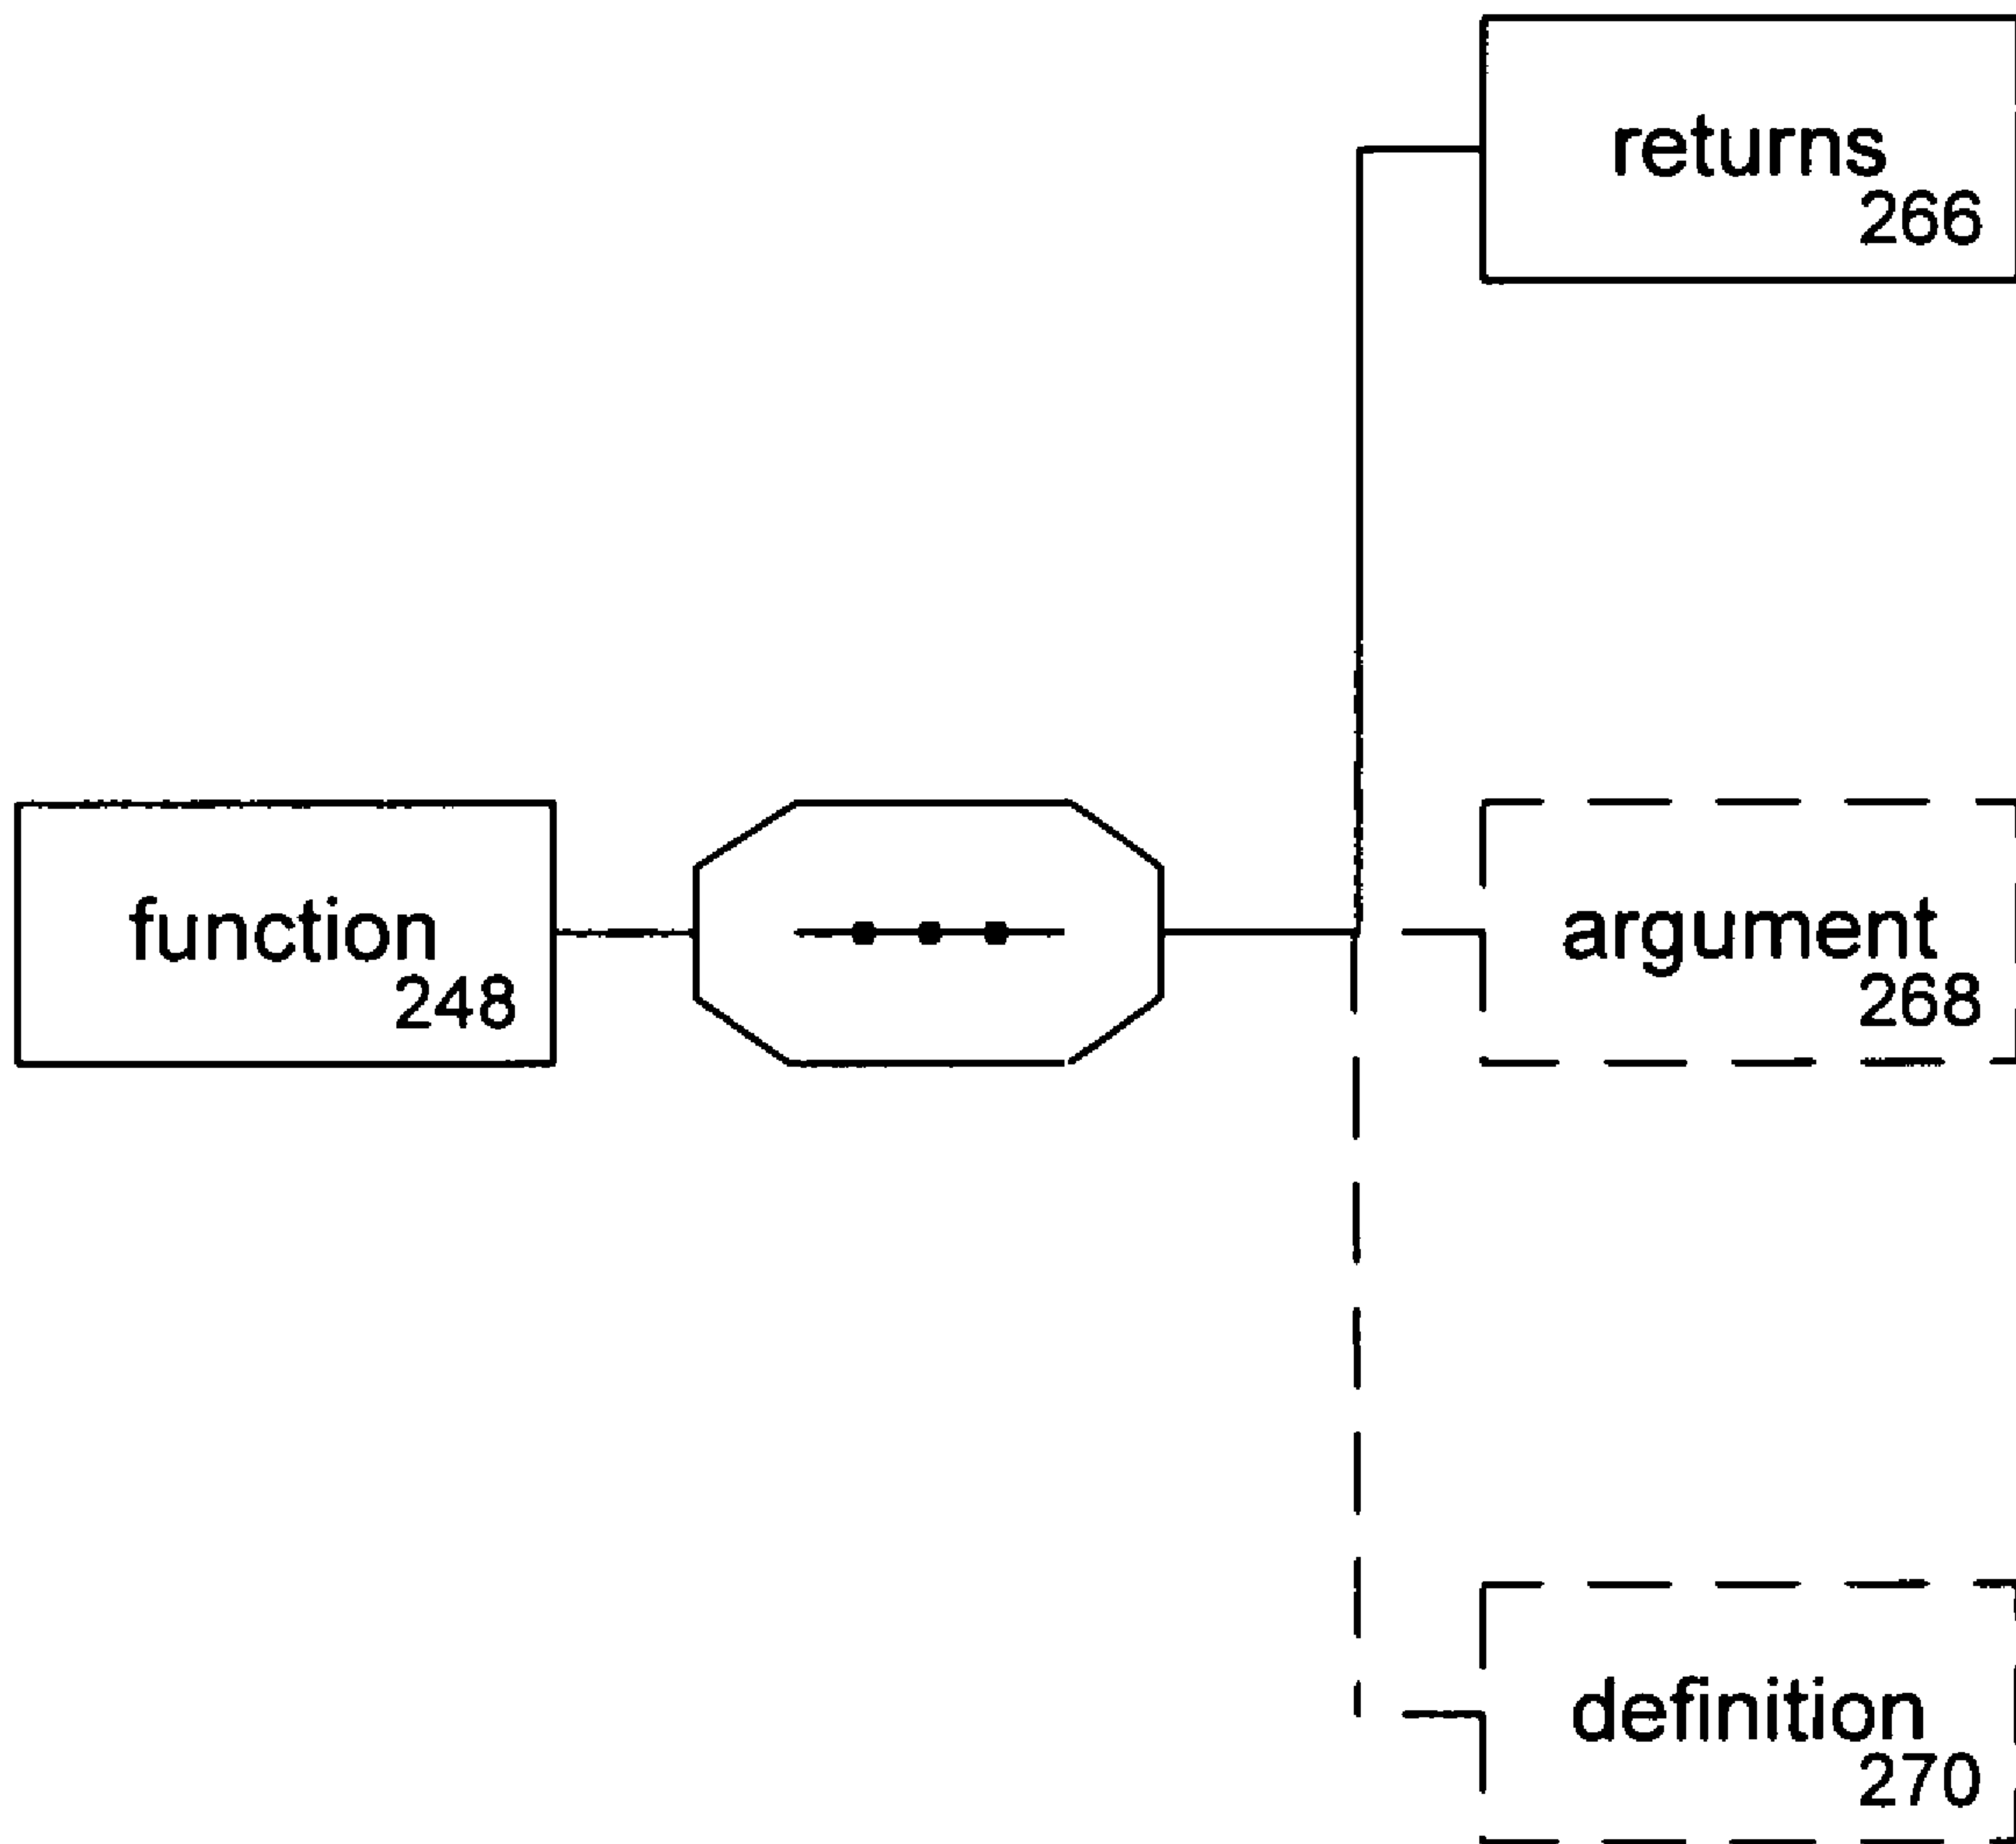 returns
266
function
248
argument
268
definition
270